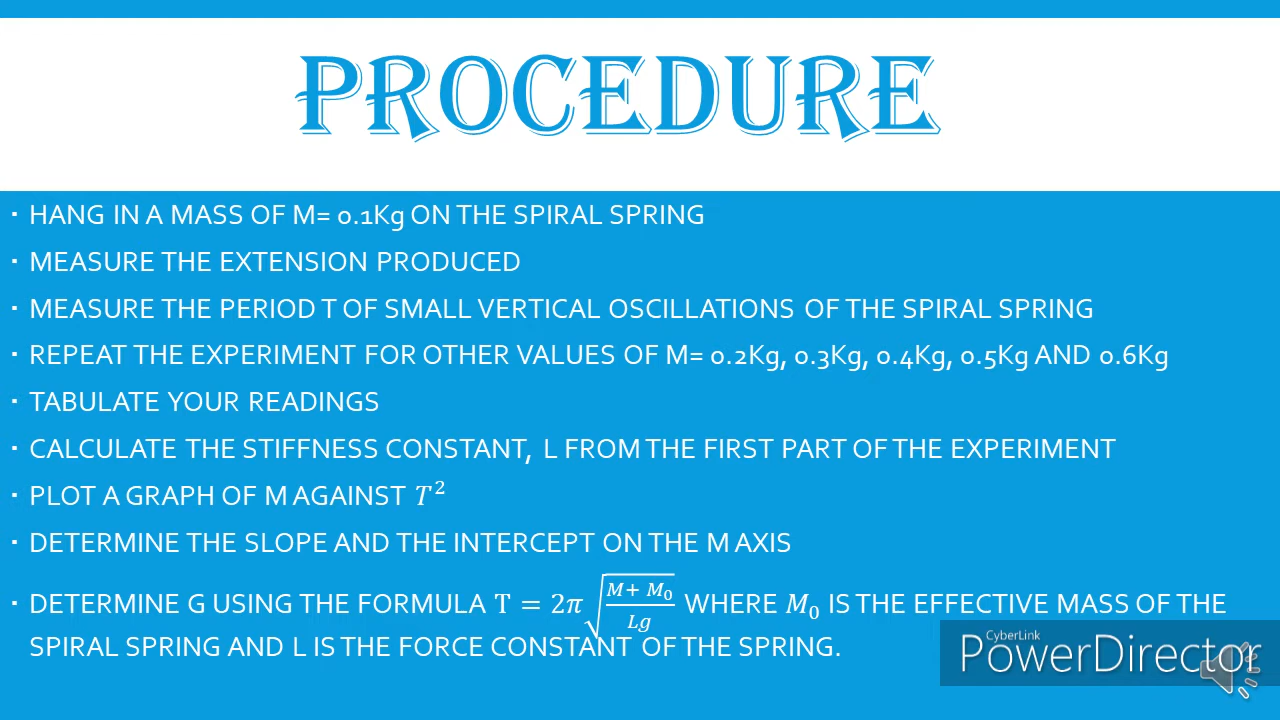 PROCEDURE
▪ HANG IN A MASS OF M= 0.1Kg ON THE SPIRAL SPRING
▪ MEASURE THE EXTENSION PRODUCED
▪ MEASURE THE PERIOD T OF SMALL VERTICAL OSCILLATIONS OF THE SPIRAL SPRING
▪ REPEAT THE EXPERIMENT FOR OTHER VALUES OF M= 0.2Kg, 0.3Kg, 0.4Kg, 0.5Kg AND 0.6Kg
▪ TABULATE YOUR READINGS
▪ CALCULATE THE STIFFNESS CONSTANT, L FROM THE FIRST PART OF THE EXPERIMENT
▪ PLOT A GRAPH OF M AGAINST T²
▪ DETERMINE THE SLOPE AND THE INTERCEPT ON THE M AXIS
▪ DETERMINE G USING THE FORMULA T = 2π√((M + M₀)/(Lg)) WHERE M₀ IS THE EFFECTIVE MASS OF THE
SPIRAL SPRING AND L IS THE FORCE CONSTANT OF THE SPRING.
CyberLink
PowerDirector